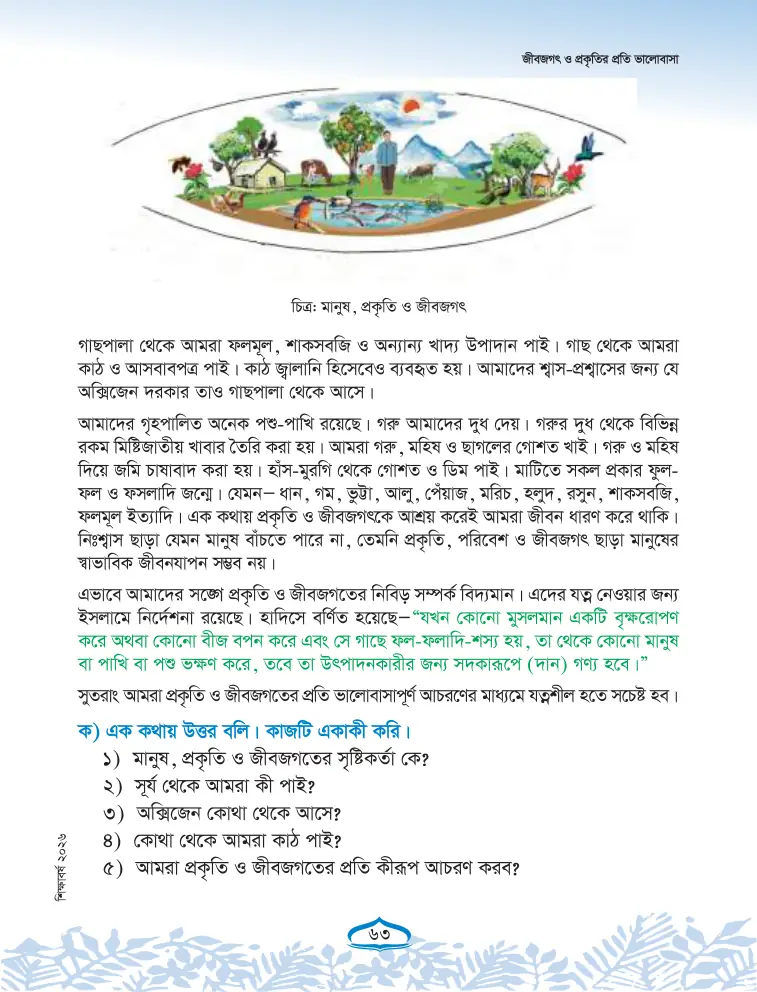 জীবজগৎ ও প্রকৃতির প্রতি ভালোবাসা
চিত্র: মানুষ, প্রকৃতি ও জীবজগৎ
গাছপালা থেকে আমরা ফলমূল, শাকসবজি ও অন্যান্য খাদ্য উপাদান পাই। গাছ থেকে আমরা
কাঠ ও আসবাবপত্র পাই। কাঠ জ্বালানি হিসেবেও ব্যবহৃত হয়। আমাদের শ্বাস-প্রশ্বাসের জন্য যে
অক্সিজেন দরকার তাও গাছপালা থেকে আসে।
আমাদের গৃহপালিত অনেক পশু-পাখি রয়েছে। গরু আমাদের দুধ দেয়। গরুর দুধ থেকে বিভিন্ন
রকম মিষ্টিজাতীয় খাবার তৈরি করা হয়। আমরা গরু, মহিষ ও ছাগলের গোশত খাই। গরু ও মহিষ
দিয়ে জমি চাষাবাদ করা হয়। হাঁস-মুরগি থেকে গোশত ও ডিম পাই। মাটিতে সকল প্রকার ফুল-
ফল ও ফসলাদি জন্মে। যেমন– ধান, গম, ভুট্টা, আলু, পেঁয়াজ, মরিচ, হলুদ, রসুন, শাকসবজি,
ফলমূল ইত্যাদি। এক কথায় প্রকৃতি ও জীবজগৎকে আশ্রয় করেই আমরা জীবন ধারণ করে থাকি।
নিঃশ্বাস ছাড়া যেমন মানুষ বাঁচতে পারে না, তেমনি প্রকৃতি, পরিবেশ ও জীবজগৎ ছাড়া মানুষের
স্বাভাবিক জীবনযাপন সম্ভব নয়।
এভাবে আমাদের সঙ্গে প্রকৃতি ও জীবজগতের নিবিড় সম্পর্ক বিদ্যমান। এদের যত্ন নেওয়ার জন্য
ইসলামে নির্দেশনা রয়েছে। হাদিসে বর্ণিত হয়েছে– “যখন কোনো মুসলমান একটি বৃক্ষরোপণ
করে অথবা কোনো বীজ বপন করে এবং সে গাছে ফল-ফলাদি-শস্য হয়, তা থেকে কোনো মানুষ
বা পাখি বা পশু ভক্ষণ করে, তবে তা উৎপাদনকারীর জন্য সদকারূপে (দান) গণ্য হবে।”
সুতরাং আমরা প্রকৃতি ও জীবজগতের প্রতি ভালোবাসাপূর্ণ আচরণের মাধ্যমে যত্নশীল হতে সচেষ্ট হব।
ক) এক কথায় উত্তর বলি। কাজটি একাকী করি।
১) মানুষ, প্রকৃতি ও জীবজগতের সৃষ্টিকর্তা কে?
২) সূর্য থেকে আমরা কী পাই?
৩) অক্সিজেন কোথা থেকে আসে?
৪) কোথা থেকে আমরা কাঠ পাই?
৫) আমরা প্রকৃতি ও জীবজগতের প্রতি কীরূপ আচরণ করব?
শিক্ষাবর্ষ ২০২৬
৬৩